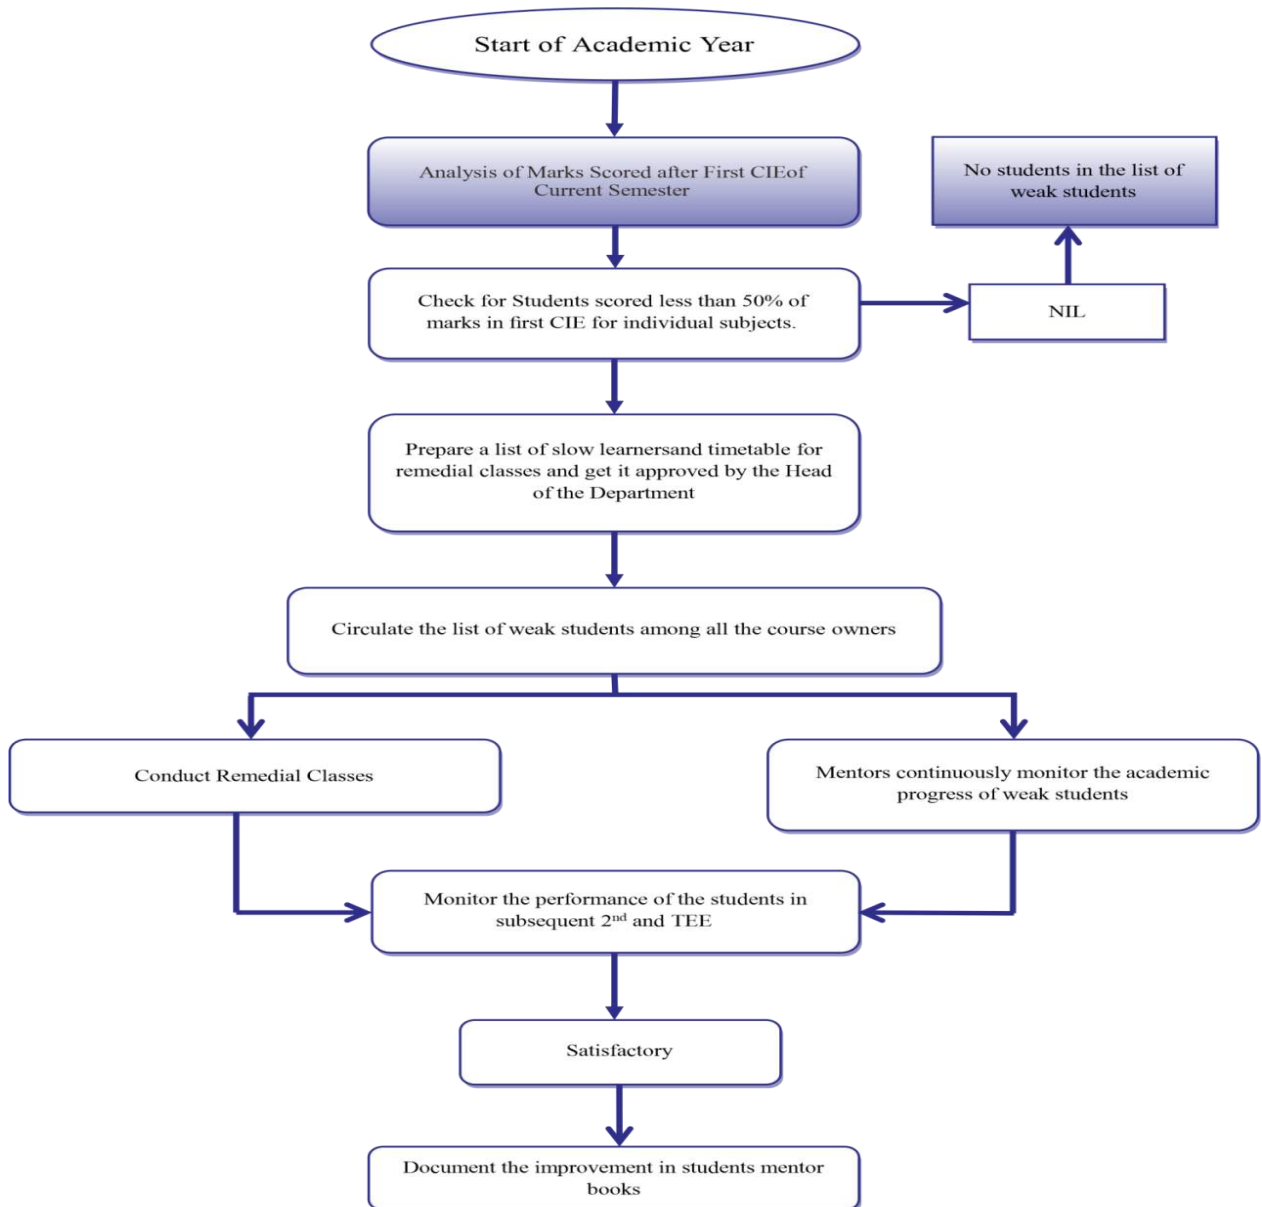 Start of Academic Year
Analysis of Marks Scored after First CIEof
Current Semester
No students in the list of
weak students
Check for Students scored less than 50% of
marks in first CIE for individual subjects.
NIL
Prepare a list of slow learnersand timetable for
remedial classes and get it approved by the Head
of the Department
Circulate the list of weak students among all the course owners
Conduct Remedial Classes
Mentors continuously monitor the academic
progress of weak students
Monitor the performance of the students in
subsequent 2nd and TEE
Satisfactory
Document the improvement in students mentor
books